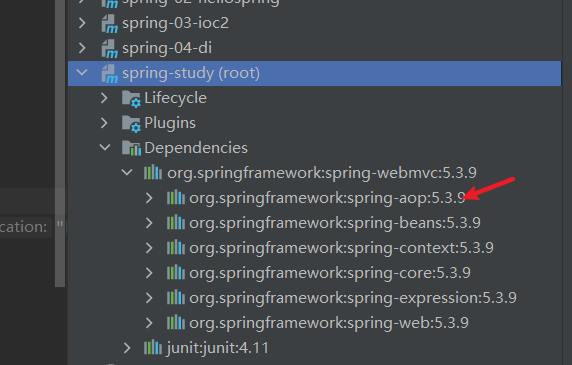 spring-02-hellospring
spring-03-ioc2
spring-04-di
spring-study (root)
Lifecycle
Plugins
Dependencies
org.springframework:spring-webmvc:5.3.9
org.springframework:spring-aop:5.3.9
org.springframework:spring-beans:5.3.9
cation: "
org.springframework:spring-context:5.3.9
org.springframework:spring-core:5.3.9
org.springframework:spring-expression:5.3.9
org.springframework:spring-web:5.3.9
junit:junit:4.11